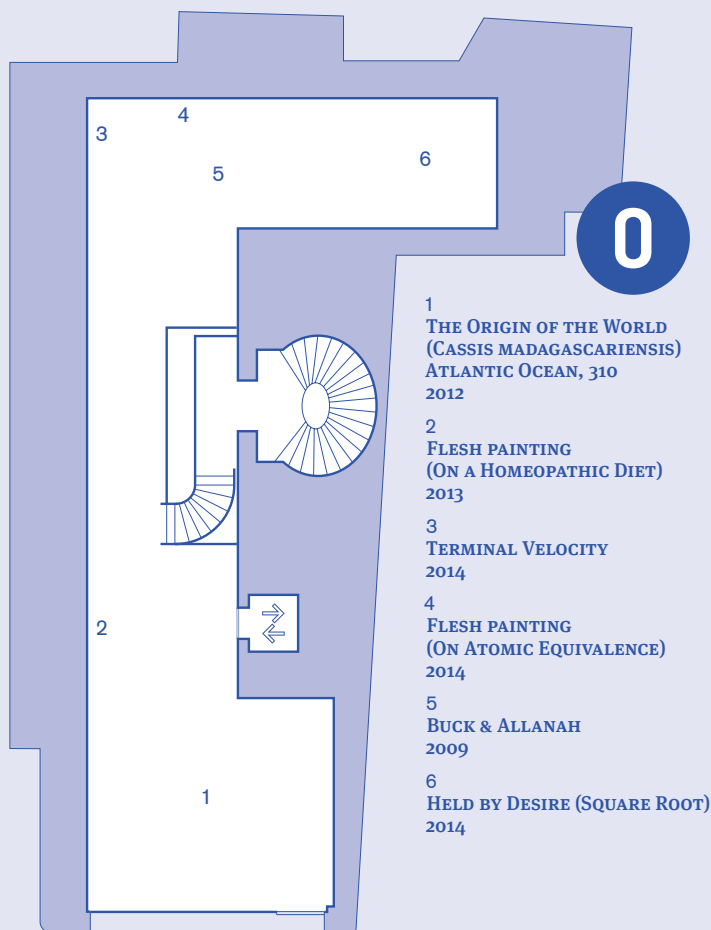 4
3
5
6
0
2
1
1
The Origin of the World
(Cassis madagascariensis)
Atlantic Ocean, 310
2012
2
Flesh painting
(On a Homeopathic Diet)
2013
3
Terminal Velocity
2014
4
Flesh painting
(On Atomic Equivalence)
2014
5
Buck & Allanah
2009
6
Held by Desire (Square Root)
2014